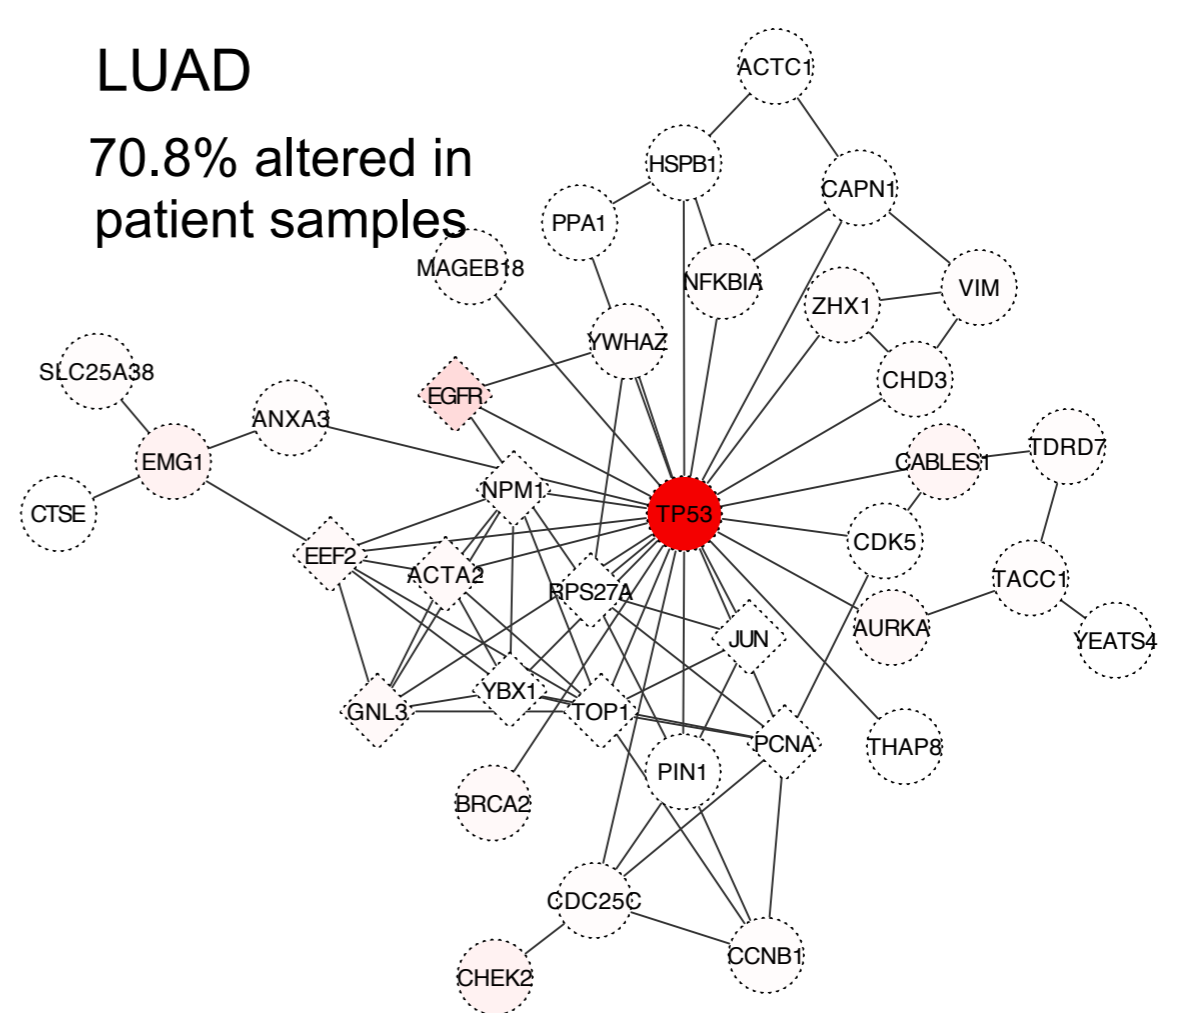 LUAD
70.8% altered in
patient samples
ACTC1
HSPB1
CAPN1
PPA1
MAGEB18
NFKBIA
VIM
ZHX1
YWHAZ
SLC25A38
CHD3
EGFR
ANXA3
TDRD7
EMG1
CABLES1
NPM1
CTSE
TP53
CDK5
EEF2
ACTA2
TACC1
RPS27A
AURKA
JUN
YEATS4
YBX1
GNL3
TOP1
PCNA
THAP8
PIN1
BRCA2
CDC25C
CCNB1
CHEK2